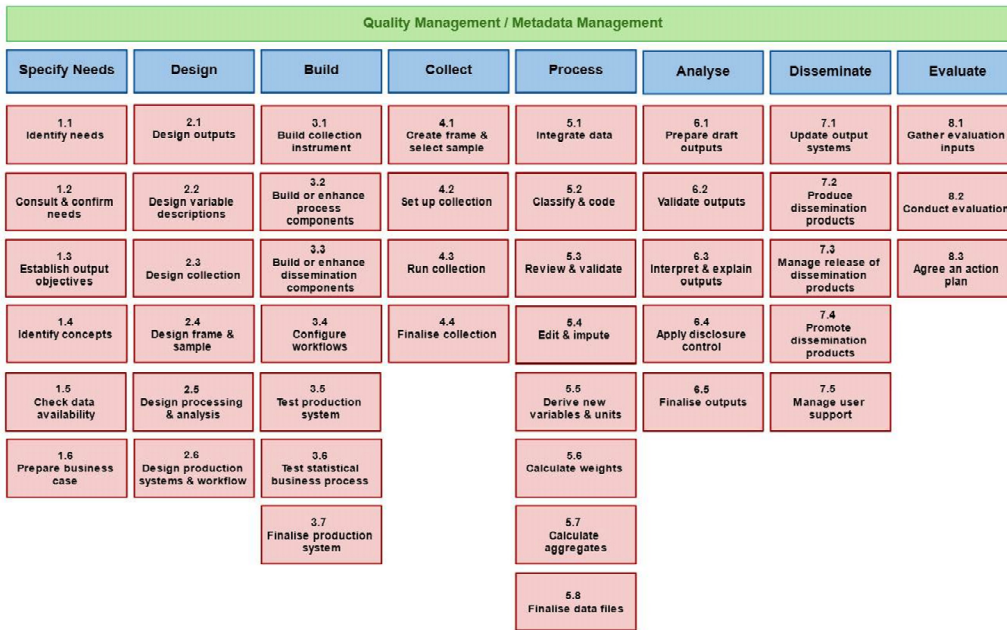 Quality Management / Metadata Management
Specify Needs
Design
Build
Collect
Process
Analyse
Disseminate
Evaluate
1.1
Identify needs
2.1
Design outputs
3.1
Build collection
instrument
4.1
Create frame &
select sample
5.1
Integrate data
6.1
Prepare draft
outputs
7.1
Update output
systems
8.1
Gather evaluation
inputs
1.2
Consult & confirm
needs
2.2
Design variable
descriptions
3.2
Build or enhance
process
components
4.2
Set up collection
5.2
Classify & code
6.2
Validate outputs
7.2
Produce
dissemination
products
8.2
Conduct evaluation
1.3
Establish output
objectives
2.3
Design collection
3.3
Build or enhance
dissemination
components
4.3
Run collection
5.3
Review & validate
6.3
Interpret & explain
outputs
7.3
Manage release of
dissemination
products
8.3
Agree an action
plan
1.4
Identify concepts
2.4
Design frame &
sample
3.4
Configure
workflows
4.4
Finalise collection
5.4
Edit & impute
6.4
Apply disclosure
control
7.4
Promote
dissemination
products
1.5
Check data
availability
2.5
Design processing
& analysis
3.5
Test production
system
5.5
Derive new
variables & units
6.5
Finalise outputs
7.5
Manage user
support
1.6
Prepare business
case
2.6
Design production
systems & workflow
3.6
Test statistical
business process
5.6
Calculate weights
3.7
Finalise production
system
5.7
Calculate
aggregates
5.8
Finalise data files